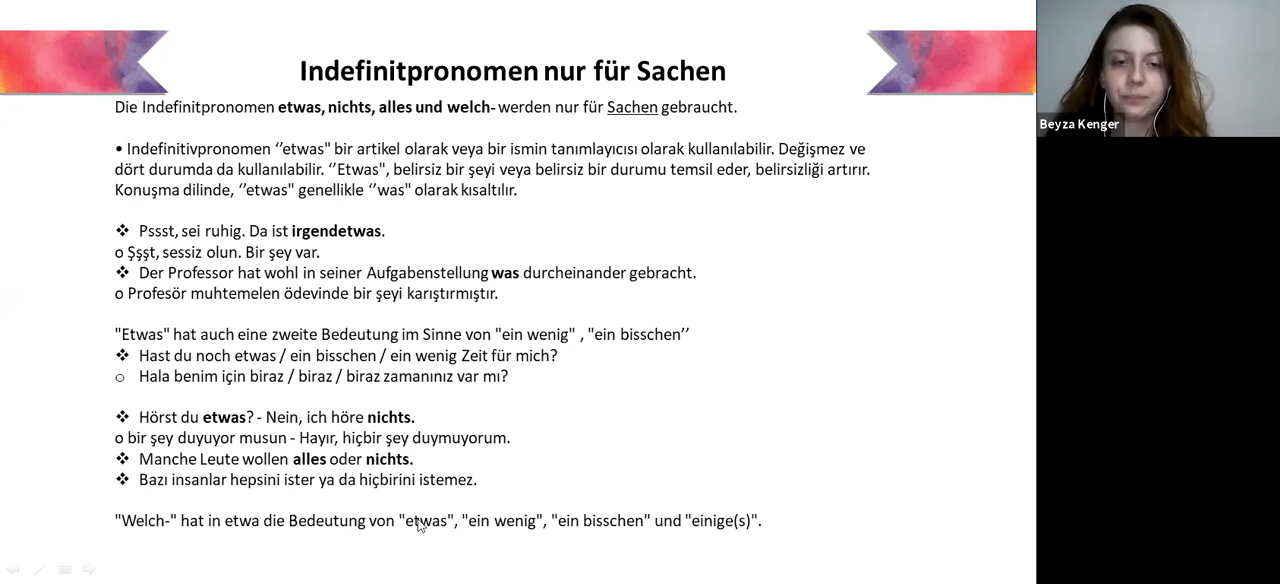 Indefinitpronomen nur für Sachen
Die Indefinitpronomen etwas, nichts, alles und welch- werden nur für Sachen gebraucht.
• Indefinitivpronomen ‘’etwas" bir artikel olarak veya bir ismin tanımlayıcısı olarak kullanılabilir. Değişmez ve
dört durumda da kullanılabilir. ‘’Etwas", belirsiz bir şeyi veya belirsiz bir durumu temsil eder, belirsizliği artırır.
Konuşma dilinde, ‘’etwas" genellikle ‘’was" olarak kısaltılır.
❖ Pssst, sei ruhig. Da ist irgendetwas.
o Şşşt, sessiz olun. Bir şey var.
❖ Der Professor hat wohl in seiner Aufgabenstellung was durcheinander gebracht.
o Profesör muhtemelen ödevinde bir şeyi karıştırmıştır.
"Etwas" hat auch eine zweite Bedeutung im Sinne von "ein wenig" , "ein bisschen’’
❖ Hast du noch etwas / ein bisschen / ein wenig Zeit für mich?
o Hala benim için biraz / biraz / biraz zamanınız var mı?
❖ Hörst du etwas? - Nein, ich höre nichts.
o bir şey duyuyor musun - Hayır, hiçbir şey duymuyorum.
❖ Manche Leute wollen alles oder nichts.
❖ Bazı insanlar hepsini ister ya da hiçbirini istemez.
"Welch-" hat in etwa die Bedeutung von "etwas", "ein wenig", "ein bisschen" und "einige(s)".
Beyza Kenger